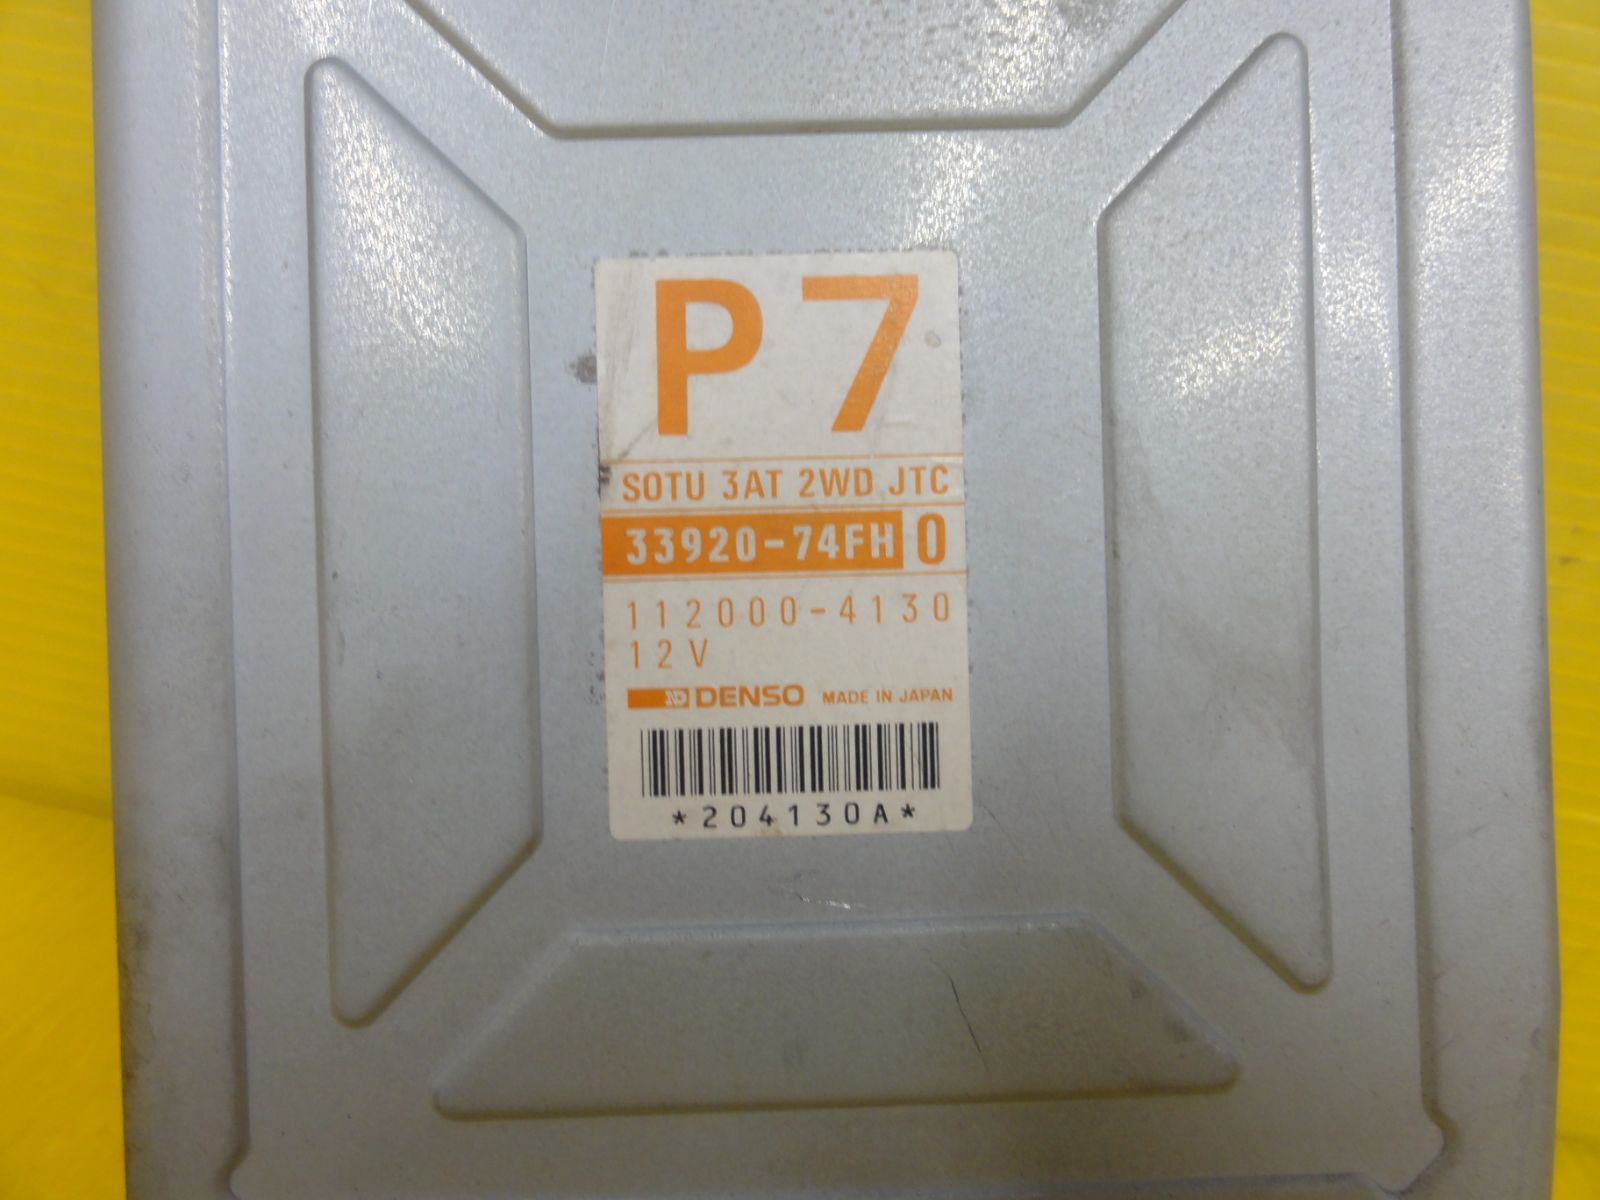 P7
SOTU 3AT 2WD JTC
33920-74FH 0
112000-4130
12V
DENSO MADE IN JAPAN
*204130A*